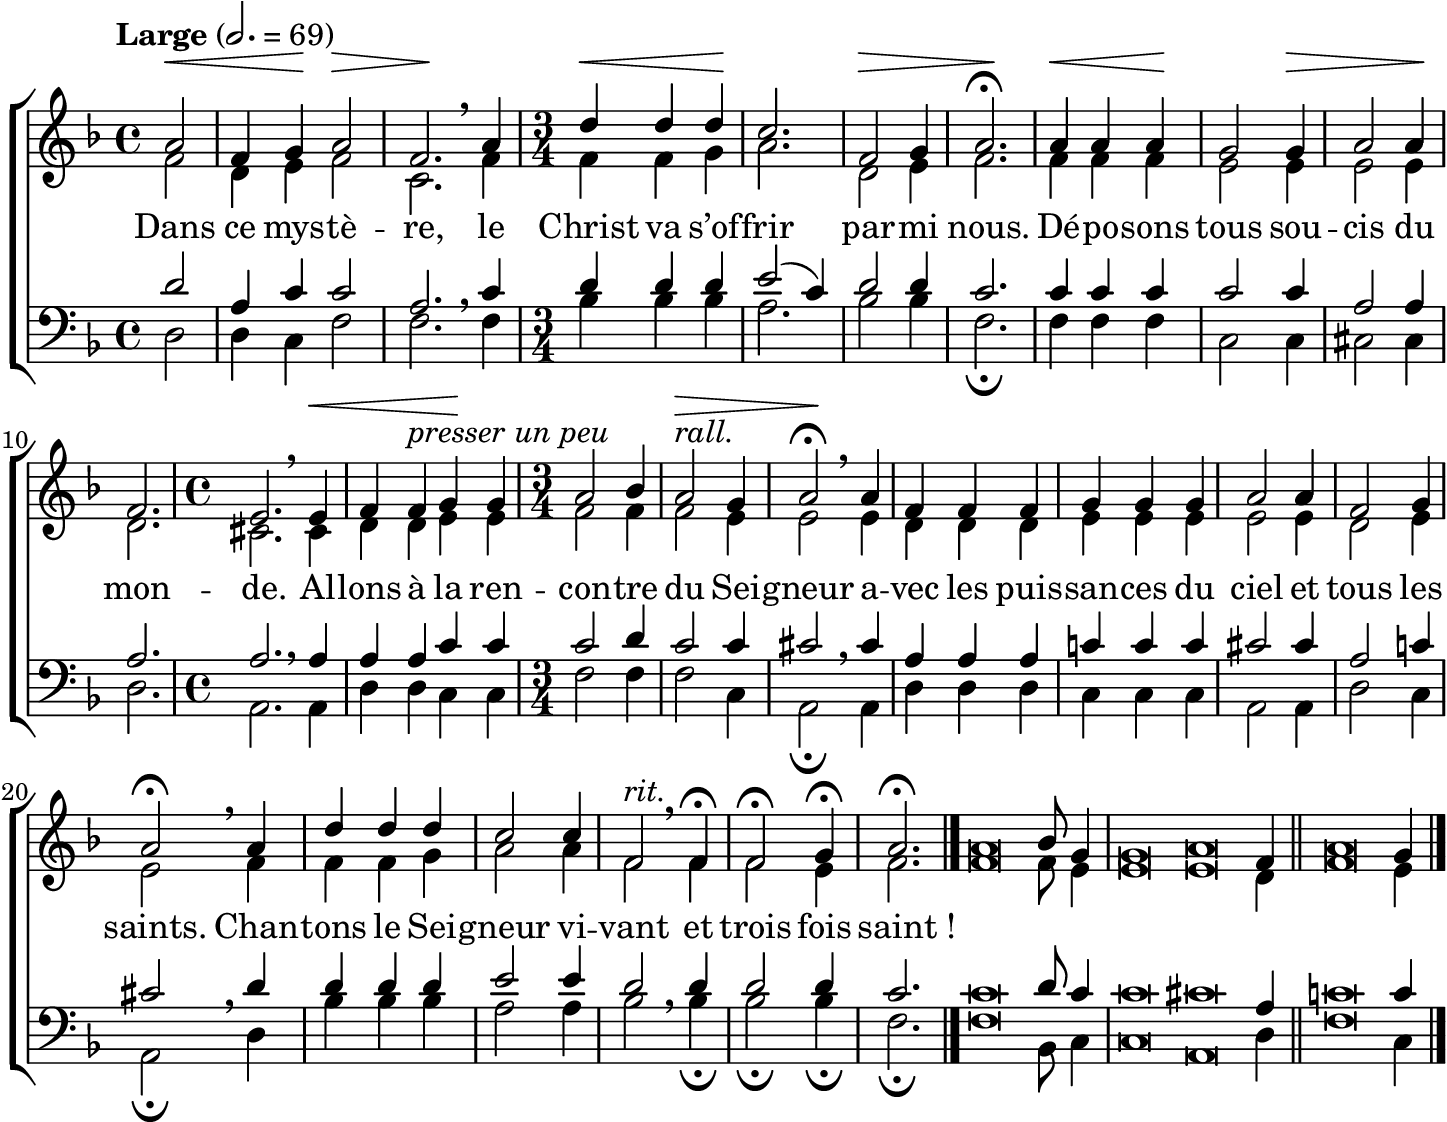 Large (𝅗𝅥. = 69)
Dans ce mystè - re, le Christ va s’offrir parmi nous. Déposons tous sou - cis du
10
presser un peu rall.
mon - de. Allons à la ren - contre du Seigneur a - vec les puissances du ciel et tous les
20
rit.
saints. Chantons le Seigneur vi - vant et trois fois saint !